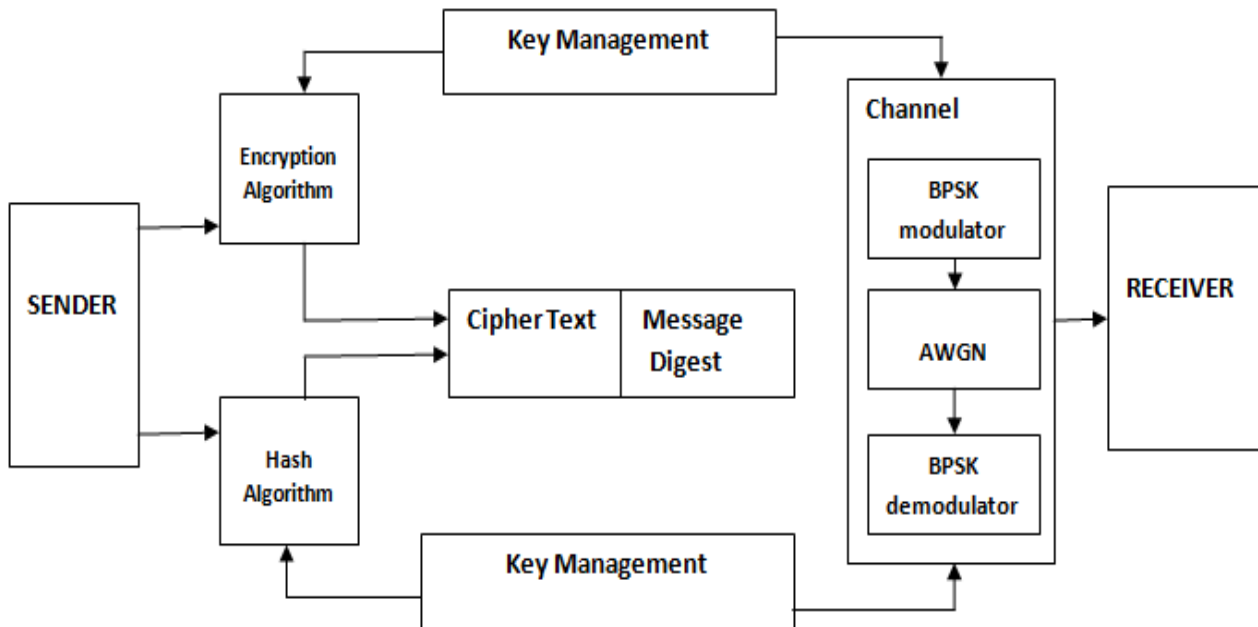 Key Management
Channel
Encryption
Algorithm
BPSK
modulator
SENDER
RECEIVER
Cipher Text
Message
Digest
AWGN
Hash
Algorithm
BPSK
demodulator
Key Management